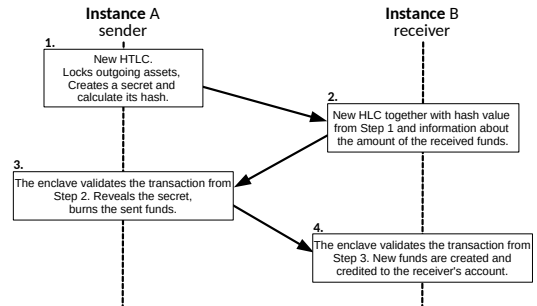 Instance A
sender
Instance B
receiver
1.
New HTLC.
Locks outgoing assets,
Creates a secret and
calculate its hash.
2.
New HLC together with hash value
from Step 1 and information about
the amount of the received funds.
3.
The enclave validates the transaction from
Step 2. Reveals the secret,
burns the sent funds.
4.
The enclave validates the transaction from
Step 3. New funds are created and
credited to the receiver's account.